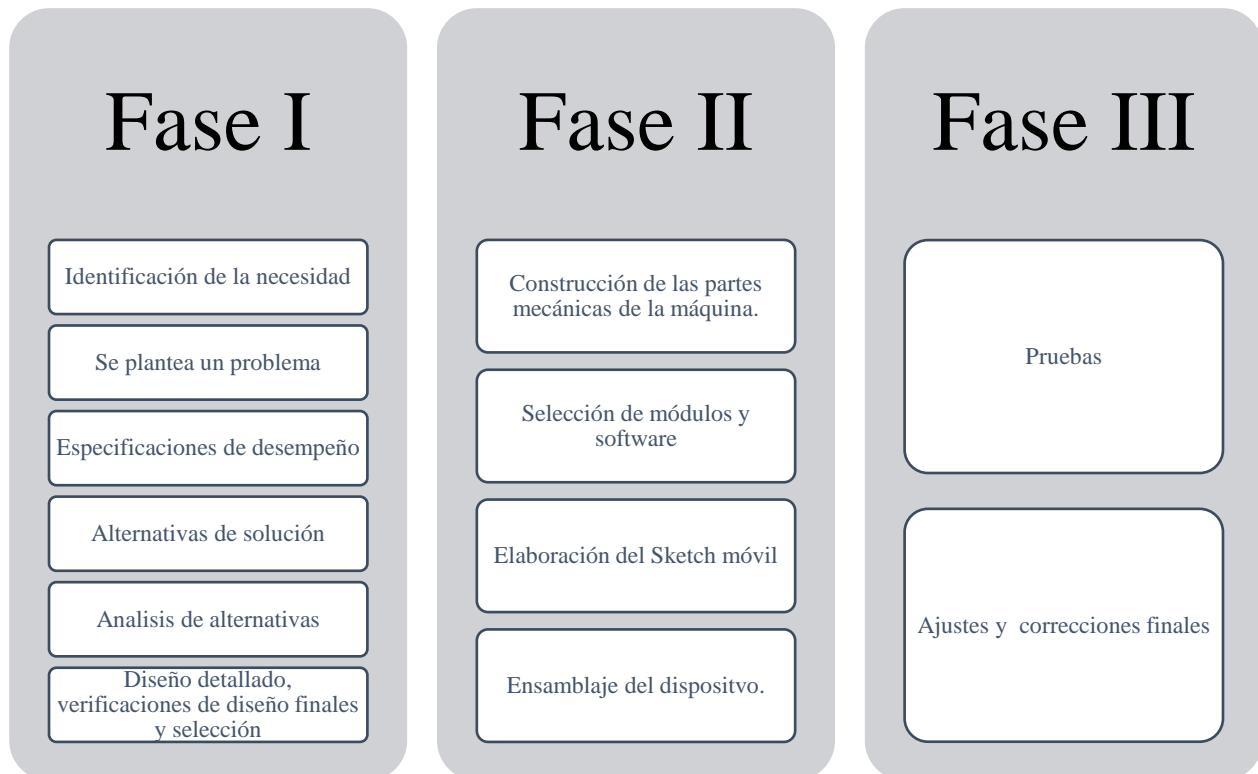 Fase I
Identificación de la necesidad
Se plantea un problema
Especificaciones de desempeño
Alternativas de solución
Analisis de alternativas
Diseño detallado,
verificaciones de diseño finales
y selección
Fase II
Construcción de las partes
mecánicas de la máquina.
Selección de módulos y
software
Elaboración del Sketch móvil
Ensamblaje del dispositvo.
Fase III
Pruebas
Ajustes y  correcciones finales